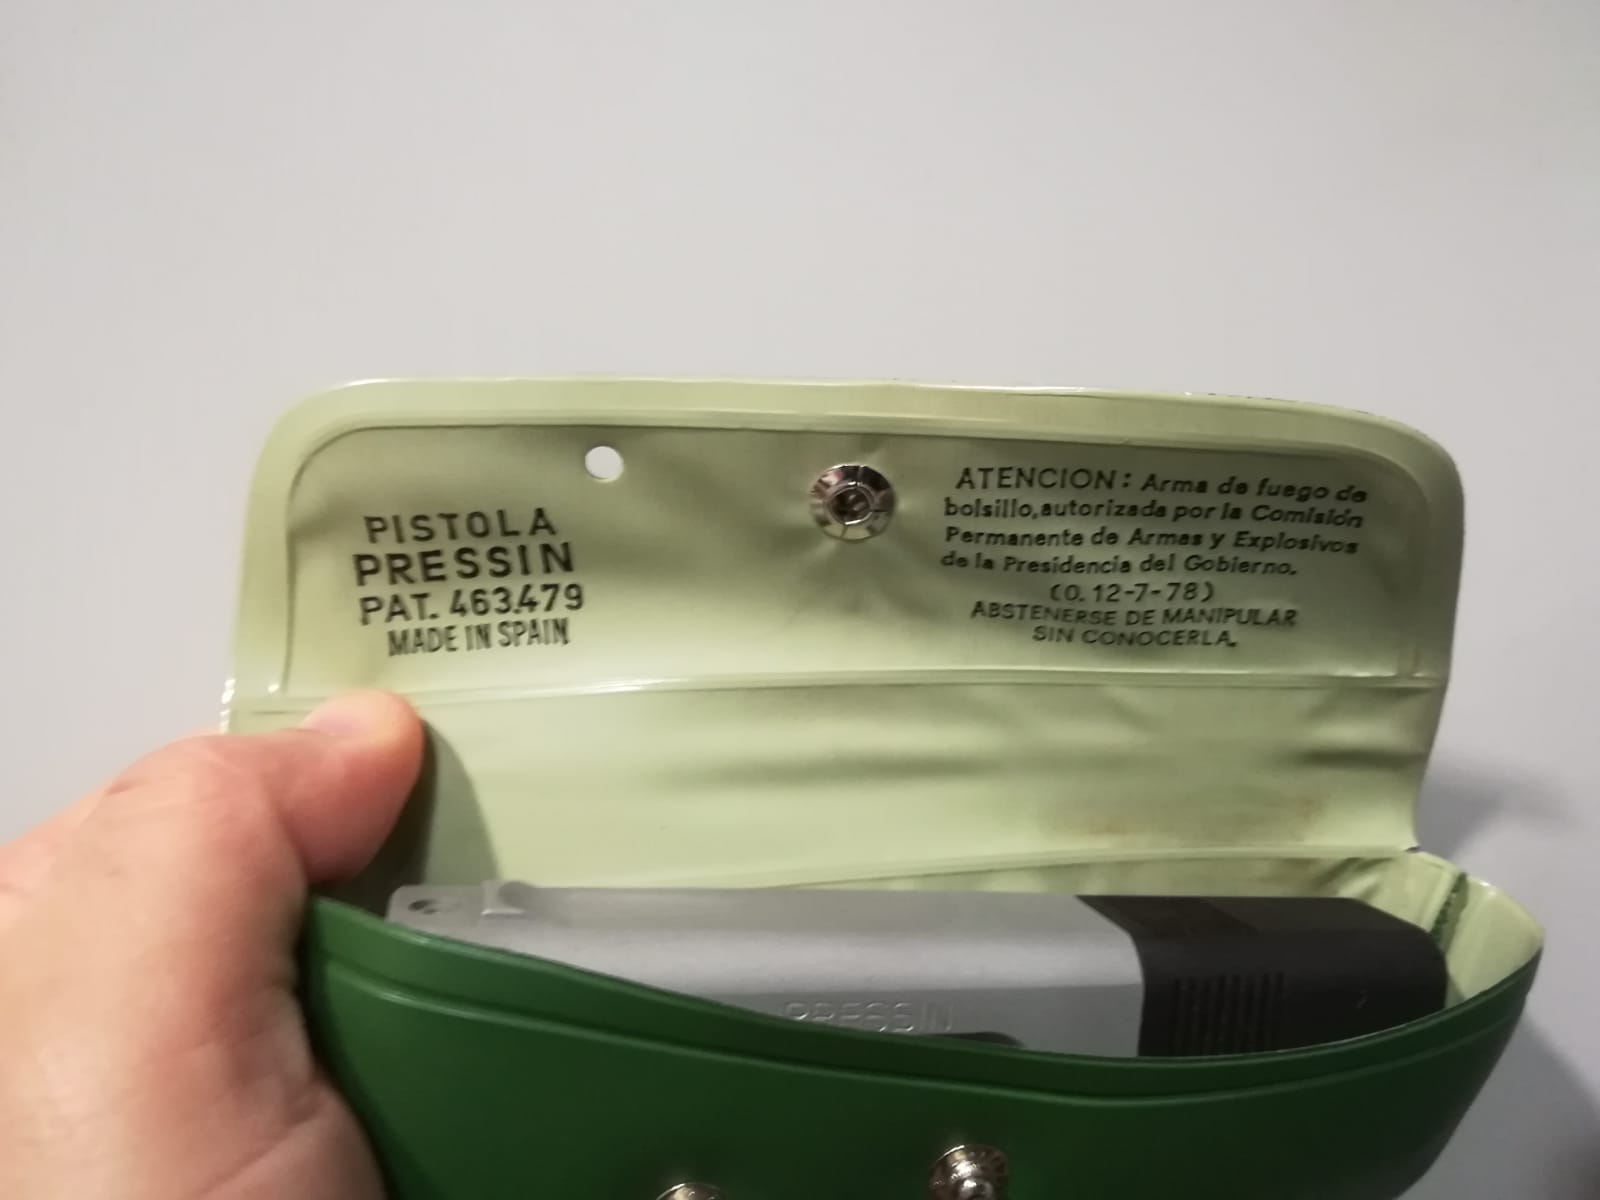 PISTOLA
PRESSIN
PAT. 463.479
MADE IN SPAIN
ATENCION: Arma de fuego de
bolsillo, autorizada por la Comisión
Permanente de Armas y Explosivos
de la Presidencia del Gobierno.
(O. 12-7-78)
ABSTENERSE DE MANIPULAR
SIN CONOCERLA.
PRESSIN